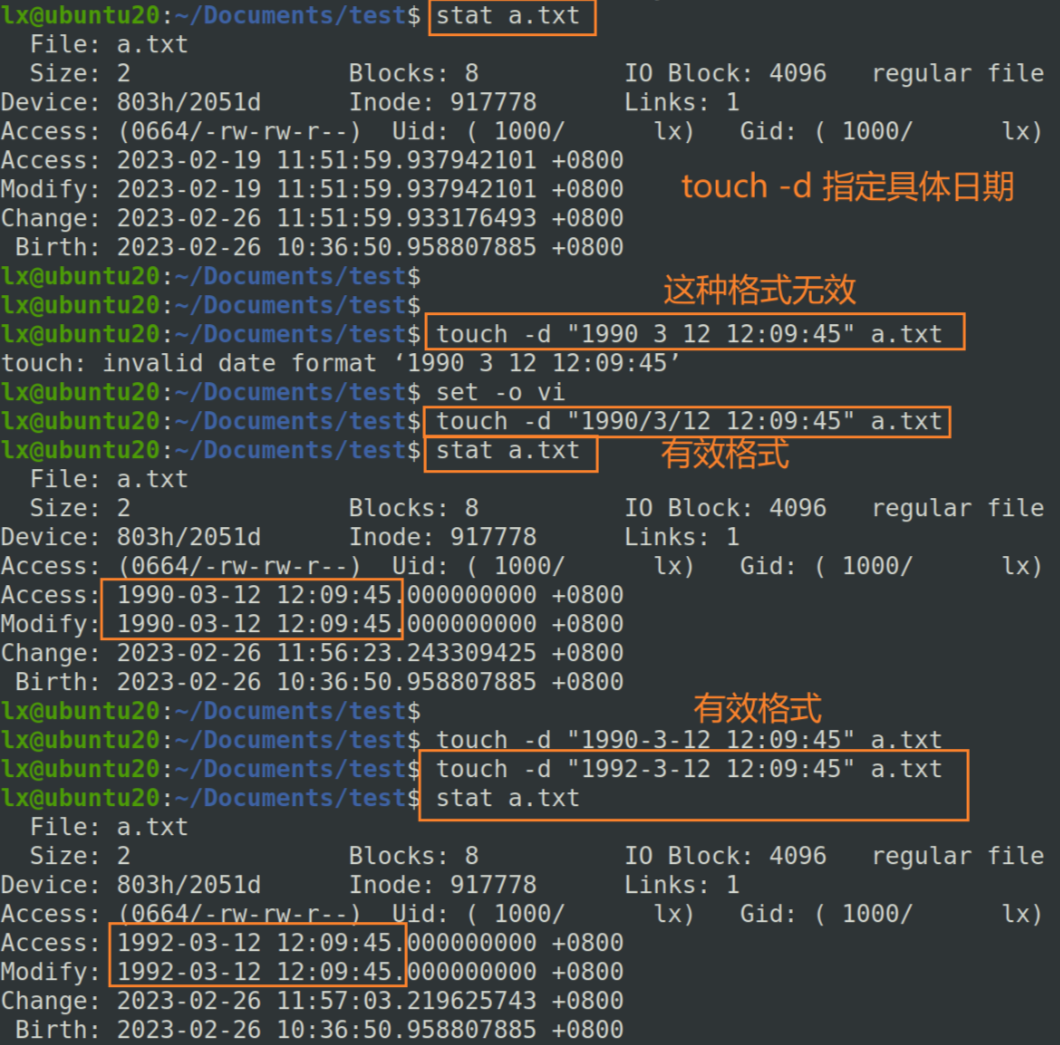 lx@ubuntu20:~/Documents/test$ stat a.txt
  File: a.txt
  Size: 2               Blocks: 8          IO Block: 4096   regular file
Device: 803h/2051d      Inode: 917778      Links: 1
Access: (0664/-rw-rw-r--)  Uid: ( 1000/      lx)   Gid: ( 1000/      lx)
Access: 2023-02-19 11:51:59.937942101 +0800
Modify: 2023-02-19 11:51:59.937942101 +0800
touch -d 指定具体日期
Change: 2023-02-26 11:51:59.933176493 +0800
 Birth: 2023-02-26 10:36:50.958807885 +0800
lx@ubuntu20:~/Documents/test$
这种格式无效
lx@ubuntu20:~/Documents/test$
lx@ubuntu20:~/Documents/test$ touch -d "1990 3 12 12:09:45" a.txt
touch: invalid date format ‘1990 3 12 12:09:45’
lx@ubuntu20:~/Documents/test$ set -o vi
lx@ubuntu20:~/Documents/test$ touch -d "1990/3/12 12:09:45" a.txt
lx@ubuntu20:~/Documents/test$ stat a.txt
有效格式
  File: a.txt
  Size: 2               Blocks: 8          IO Block: 4096   regular file
Device: 803h/2051d      Inode: 917778      Links: 1
Access: (0664/-rw-rw-r--)  Uid: ( 1000/      lx)   Gid: ( 1000/      lx)
Access: 1990-03-12 12:09:45.000000000 +0800
Modify: 1990-03-12 12:09:45.000000000 +0800
Change: 2023-02-26 11:56:23.243309425 +0800
 Birth: 2023-02-26 10:36:50.958807885 +0800
lx@ubuntu20:~/Documents/test$
有效格式
lx@ubuntu20:~/Documents/test$ touch -d "1990-3-12 12:09:45" a.txt
lx@ubuntu20:~/Documents/test$ touch -d "1992-3-12 12:09:45" a.txt
lx@ubuntu20:~/Documents/test$ stat a.txt
  File: a.txt
  Size: 2               Blocks: 8          IO Block: 4096   regular file
Device: 803h/2051d      Inode: 917778      Links: 1
Access: (0664/-rw-rw-r--)  Uid: ( 1000/      lx)   Gid: ( 1000/      lx)
Access: 1992-03-12 12:09:45.000000000 +0800
Modify: 1992-03-12 12:09:45.000000000 +0800
Change: 2023-02-26 11:57:03.219625743 +0800
 Birth: 2023-02-26 10:36:50.958807885 +0800